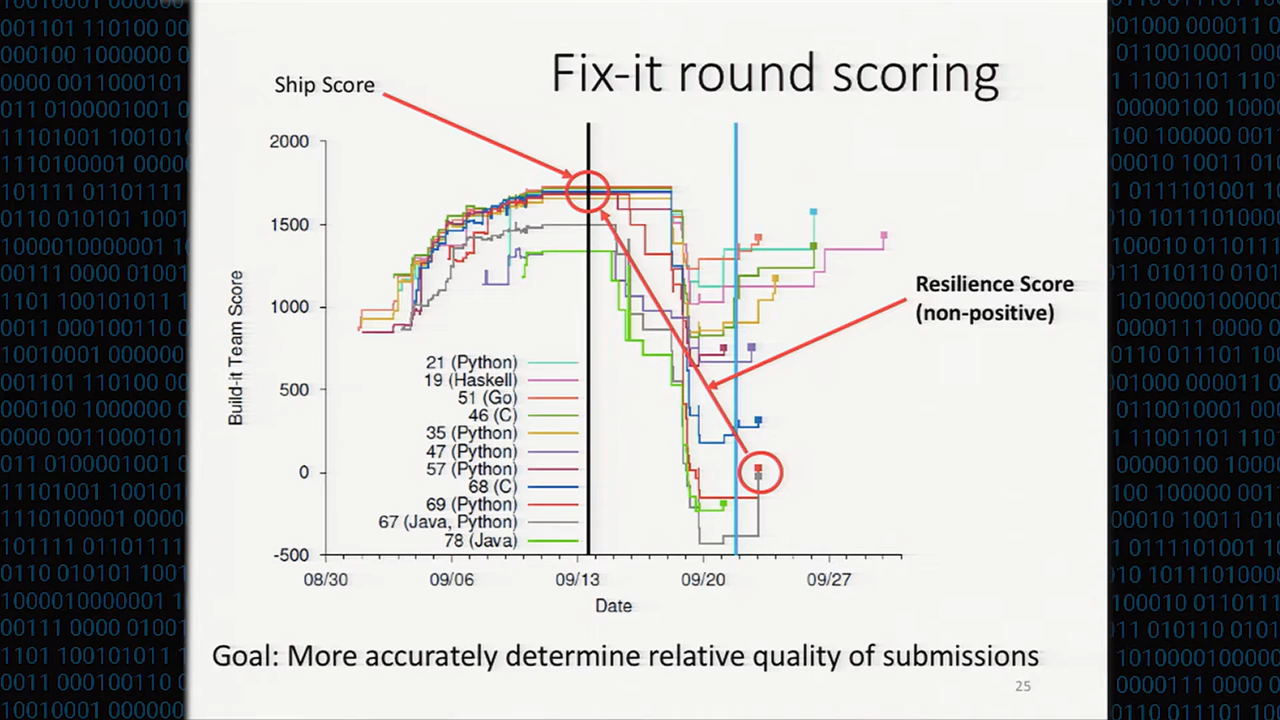 Fix-it round scoring
Ship Score
2000
1500
1000
500
0
-500
Build-it Team Score
21 (Python)
19 (Haskell)
51 (Go)
46 (C)
35 (Python)
47 (Python)
57 (Python)
68 (C)
69 (Python)
67 (Java, Python)
78 (Java)
Resilience Score
(non-positive)
08/30 09/06 09/13 09/20 09/27
Date
Goal: More accurately determine relative quality of submissions
25